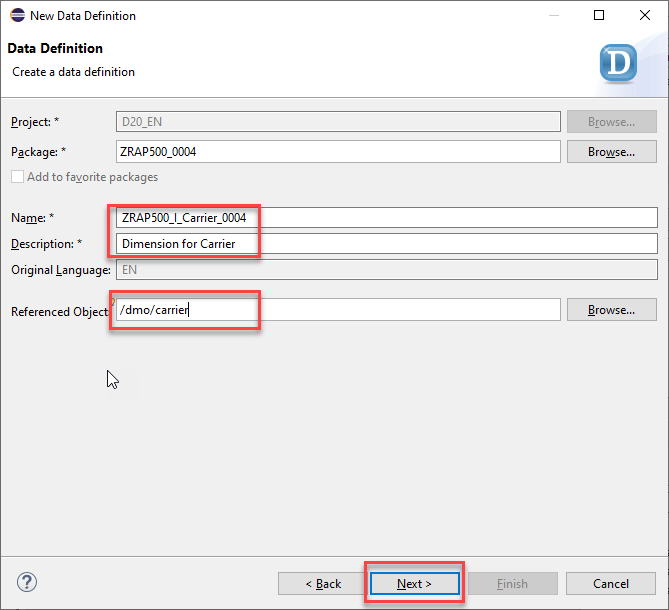 New Data Definition
Data Definition
Create a data definition
D
Project: * D20_EN Browse...
Package: * ZRAP500_0004 Browse...
Add to favorite packages
Name: * ZRAP500_I_Carrier_0004
Description: * Dimension for Carrier
Original Language: EN
Referenced Object: /dmo/carrier Browse...
? < Back Next > Finish Cancel